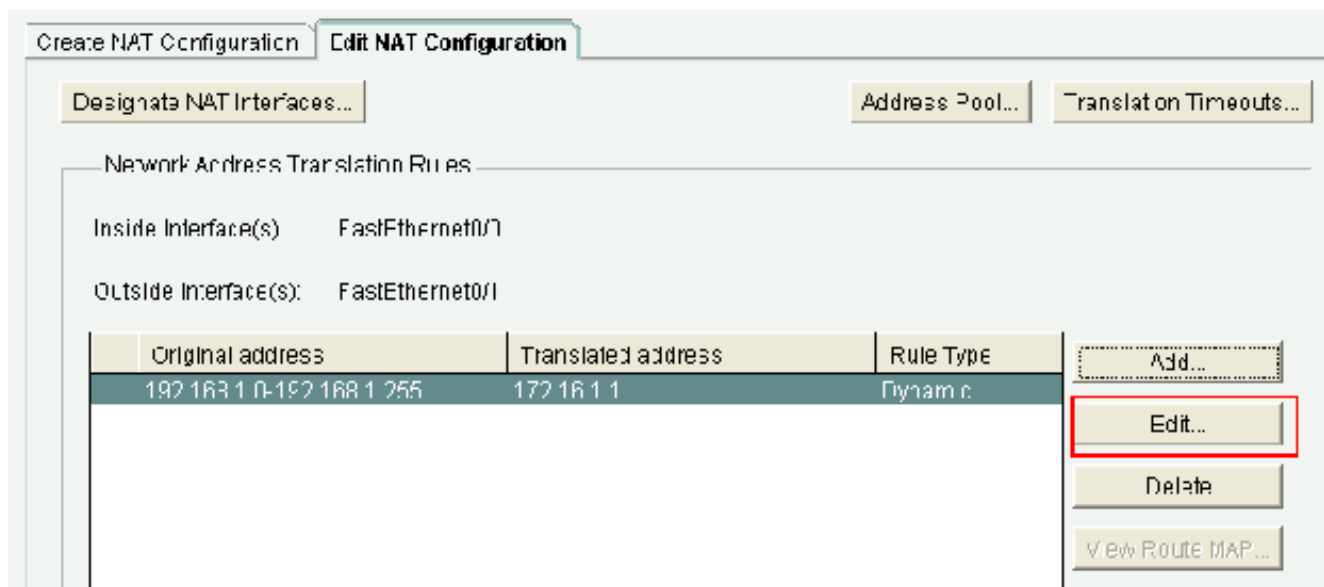 Create NAT Configuration Edit NAT Configuration
Designate NAT Interfaces... Address Pool... Translation Timeouts...
Network Address Translation Rules
Inside Interface(s) FastEthernet0/0
Outside Interface(s): FastEthernet0/1
Original address Translated address Rule Type
192.168.1.0-192.168.1.255 172.16.1.1 Dynamic
Add...
Edit...
Delete
View Route MAP...